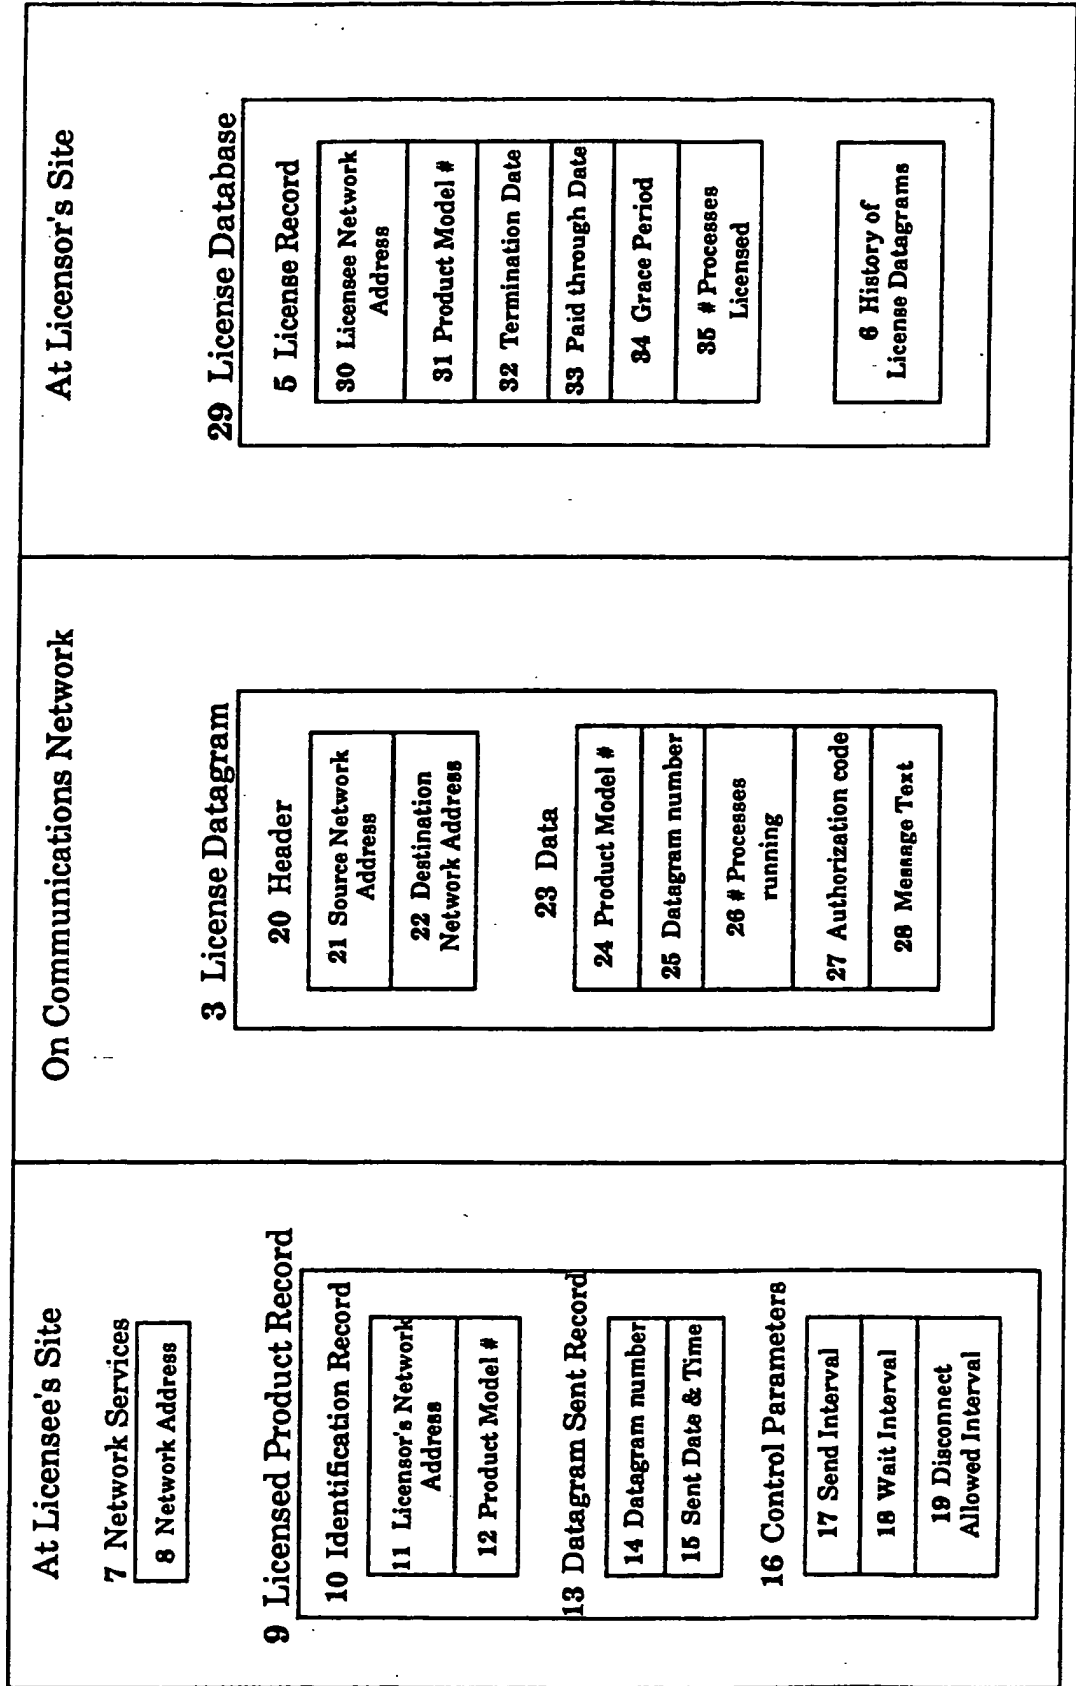 At Licensee's Site
7 Network Services
8 Network Address
9 Licensed Product Record
10 Identification Record
11 Licensor's Network
Address
12 Product Model #
13 Datagram Sent Record
14 Datagram number
15 Sent Date & Time
16 Control Parameters
17 Send Interval
18 Wait Interval
19 Disconnect
Allowed Interval
On Communications Network
3 License Datagram
20 Header
21 Source Network
Address
22 Destination
Network Address
23 Data
24 Product Model #
25 Datagram number
26 # Processes
running
27 Authorization code
28 Message Text
At Licensor's Site
29 License Database
5 License Record
30 Licensee Network
Address
31 Product Model #
32 Termination Date
33 Paid through Date
34 Grace Period
35 # Processes
Licensed
6 History of
License Datagrams